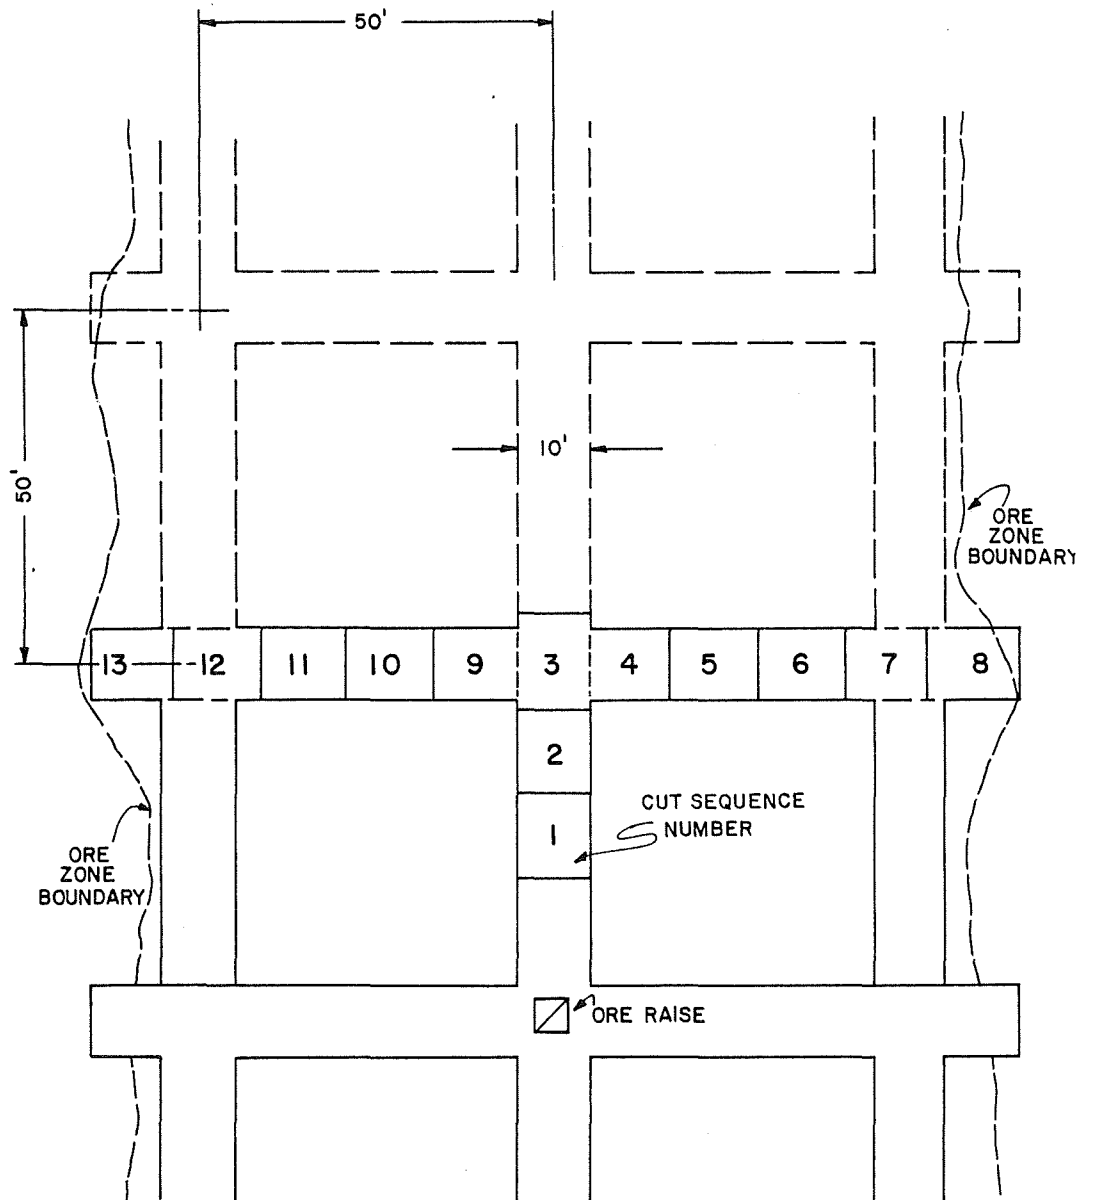 50'
50'
10'
ORE
ZONE
BOUNDARY
13 12 11 10 9 3 4 5 6 7 8
2
CUT SEQUENCE
NUMBER
1
ORE
ZONE
BOUNDARY
ORE RAISE